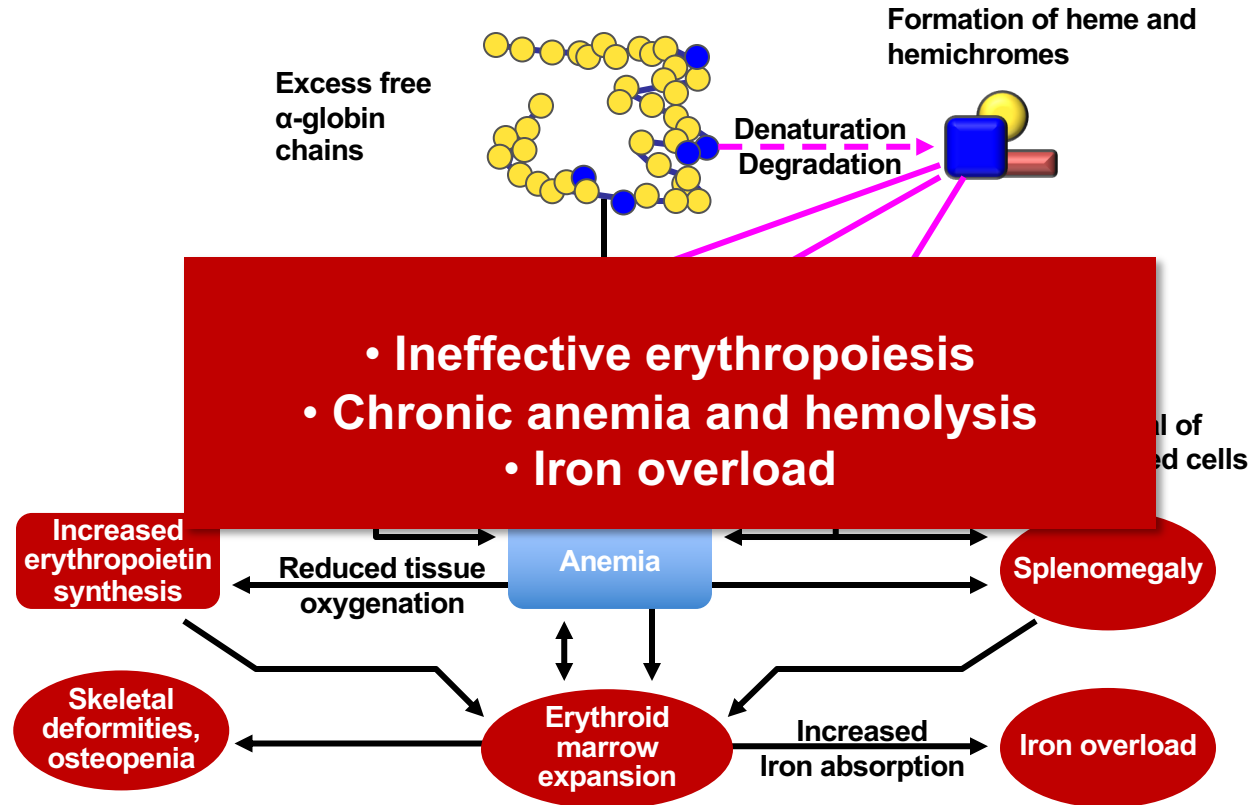 Formation of heme and
hemichromes
Excess free
α-globin
chains
Denaturation
Degradation
• Ineffective erythropoiesis
• Chronic anemia and hemolysis
• Iron overload
of
cells
Increased
erythropoietin
synthesis
Reduced tissue
oxygenation
Anemia
Splenomegaly
Skeletal
deformities,
osteopenia
Erythroid
marrow
expansion
Increased
Iron absorption
Iron overload